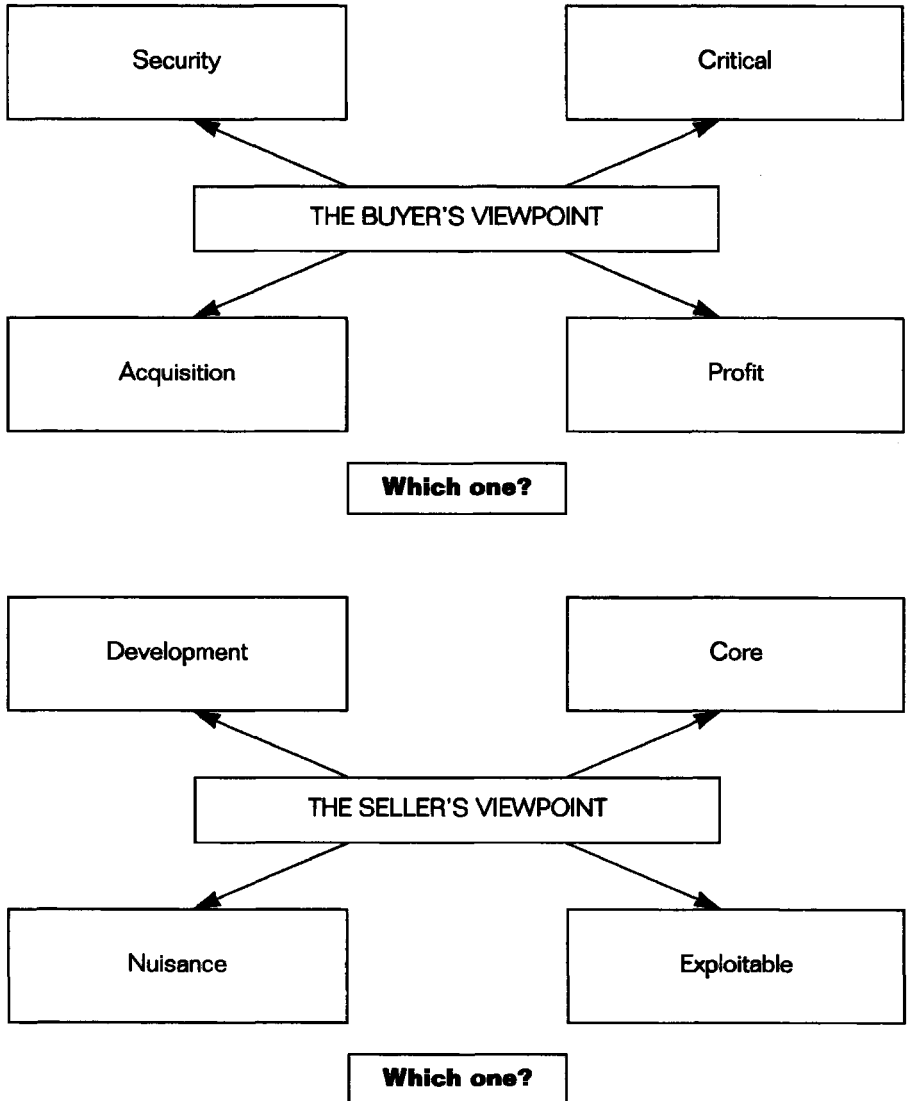 Security
Critical
THE BUYER'S VIEWPOINT
Acquisition
Profit
Which one?
Development
Core
THE SELLER'S VIEWPOINT
Nuisance
Exploitable
Which one?